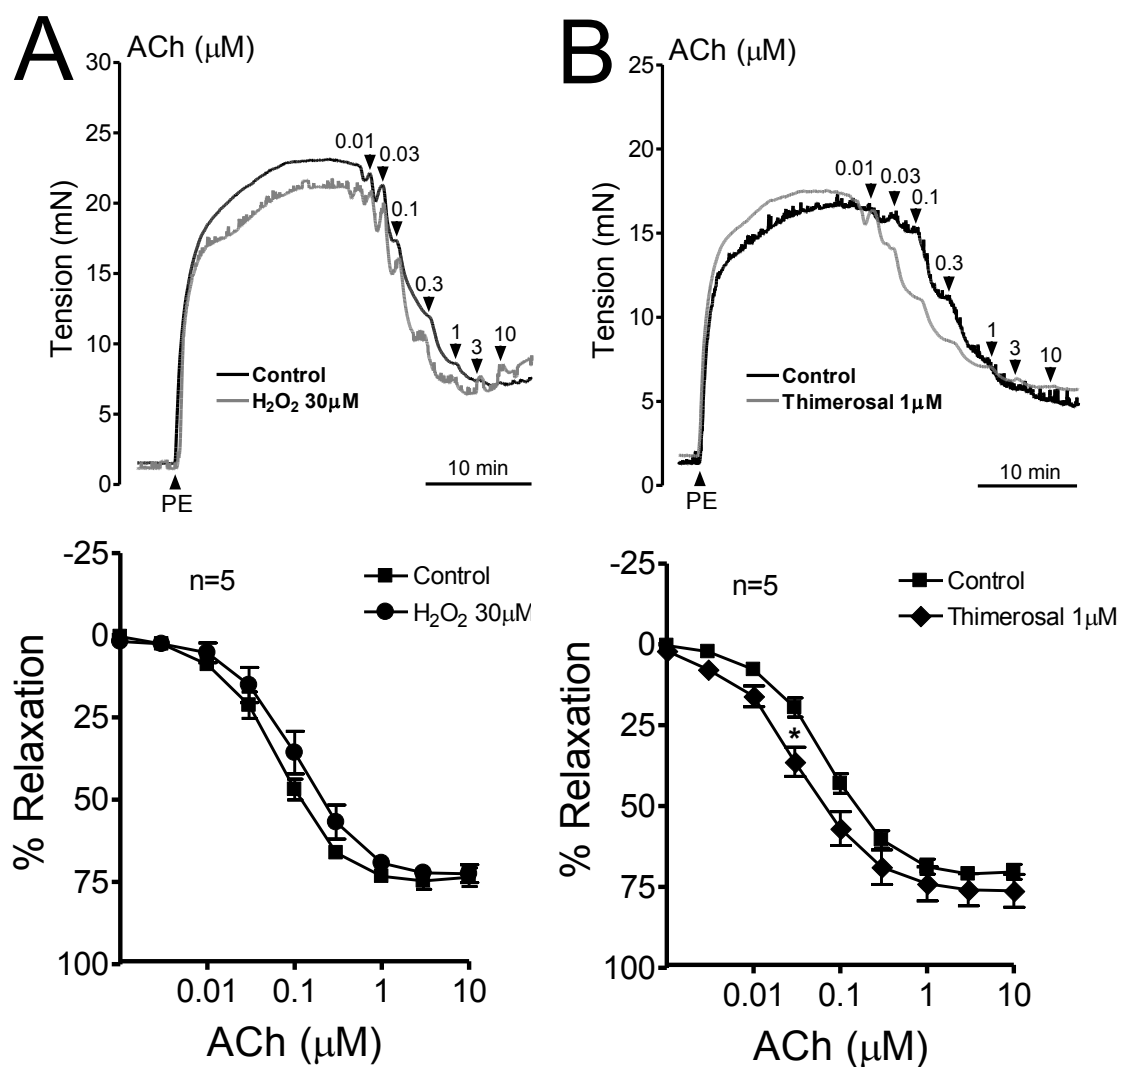 A
ACh (μM)
30
25
20
15
10
5
0
Tension (mN)
0.01
0.03
0.1
0.3
1
3
10
Control
H₂O₂ 30μM
10 min
PE
B
ACh (μM)
25
20
15
10
5
0
Tension (mN)
0.01
0.03
0.1
0.3
1
3
10
Control
Thimerosal 1μM
10 min
PE
-25
0
25
50
75
100
% Relaxation
n=5
Control
H₂O₂ 30μM
0.01
0.1
1
10
ACh (μM)
-25
0
25
50
75
100
% Relaxation
n=5
Control
Thimerosal 1μM
*
0.01
0.1
1
10
ACh (μM)